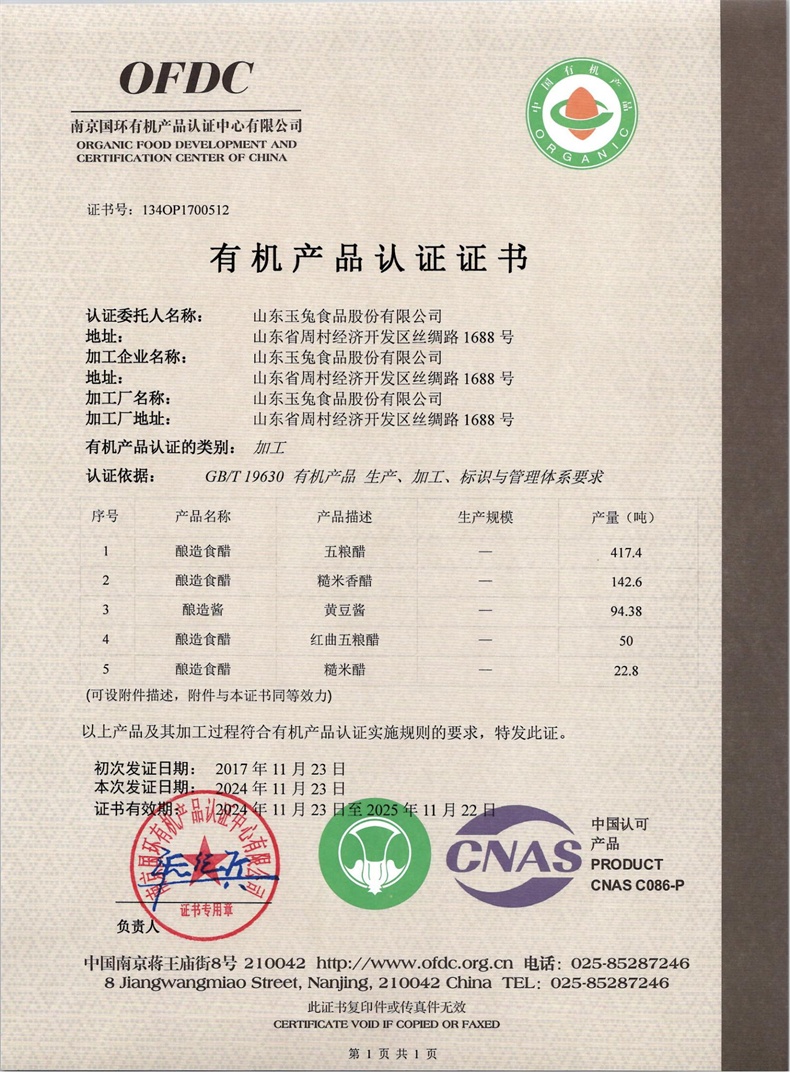 OFDC
南京国环有机产品认证中心有限公司
ORGANIC FOOD DEVELOPMENT AND
CERTIFICATION CENTER OF CHINA
中国有机产品
ORGANIC
证书号：134OP1700512
有机产品认证证书
认证委托人名称： 山东玉兔食品股份有限公司
地址： 山东省周村经济开发区丝绸路 1688 号
加工企业名称： 山东玉兔食品股份有限公司
地址： 山东省周村经济开发区丝绸路 1688 号
加工厂名称： 山东玉兔食品股份有限公司
加工厂地址： 山东省周村经济开发区丝绸路 1688 号
有机产品认证的类别： 加工
认证依据： GB/T 19630 有机产品 生产、加工、标识与管理体系要求
序号 产品名称 产品描述 生产规模 产量（吨）
1 酿造食醋 五粮醋 — 417.4
2 酿造食醋 糙米香醋 — 142.6
3 酿造酱 黄豆酱 — 94.38
4 酿造食醋 红曲五粮醋 — 50
5 酿造食醋 糙米醋 — 22.8
(可设附件描述，附件与本证书同等效力)
以上产品及其加工过程符合有机产品认证实施规则的要求，特发此证。
初次发证日期： 2017 年 11 月 23 日
本次发证日期： 2024 年 11 月 23 日
证书有效期： 2024 年 11 月 23 日至 2025 年 11 月 22 日
南京国环有机产品认证中心有限公司
证书专用章
负责人
CNAS
中国认可
产品
PRODUCT
CNAS C086-P
中国南京蒋王庙街8号 210042 http://www.ofdc.org.cn 电话：025-85287246
8 Jiangwangmiao Street, Nanjing, 210042 China TEL：025-85287246
此证书复印件或传真件无效
CERTIFICATE VOID IF COPIED OR FAXED
第 1 页 共 1 页